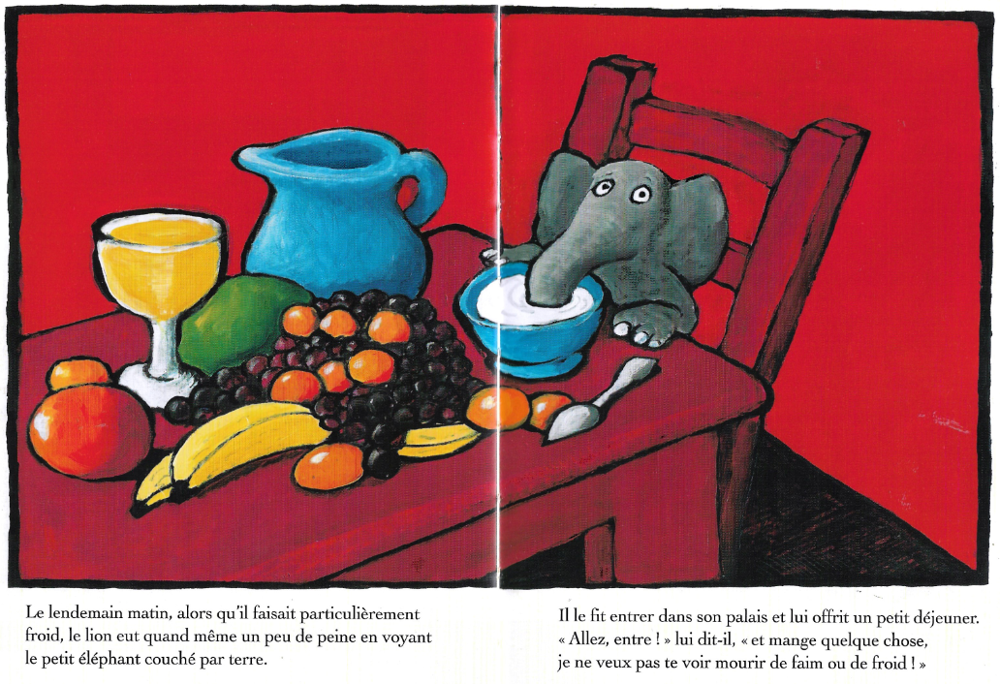 Le lendemain matin, alors qu'il faisait particulièrement
froid, le lion eut quand même un peu de peine en voyant
le petit éléphant couché par terre.
Il le fit entrer dans son palais et lui offrit un petit déjeuner.
« Allez, entre ! » lui dit-il, « et mange quelque chose,
je ne veux pas te voir mourir de faim ou de froid ! »